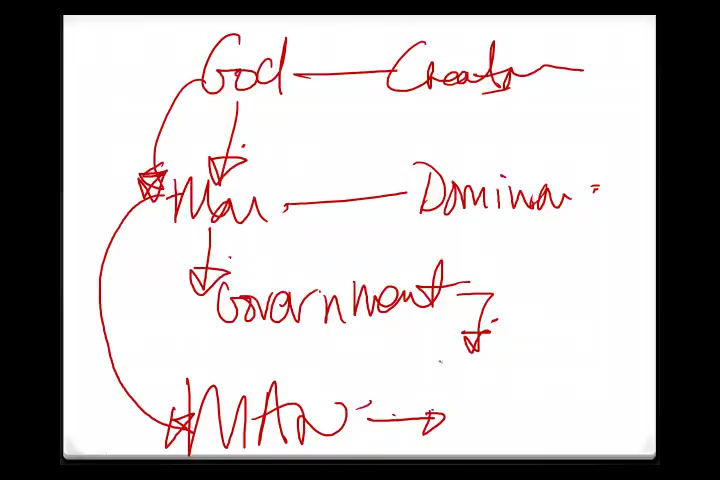 God — Creator
Man — Dominion
Government
MAN